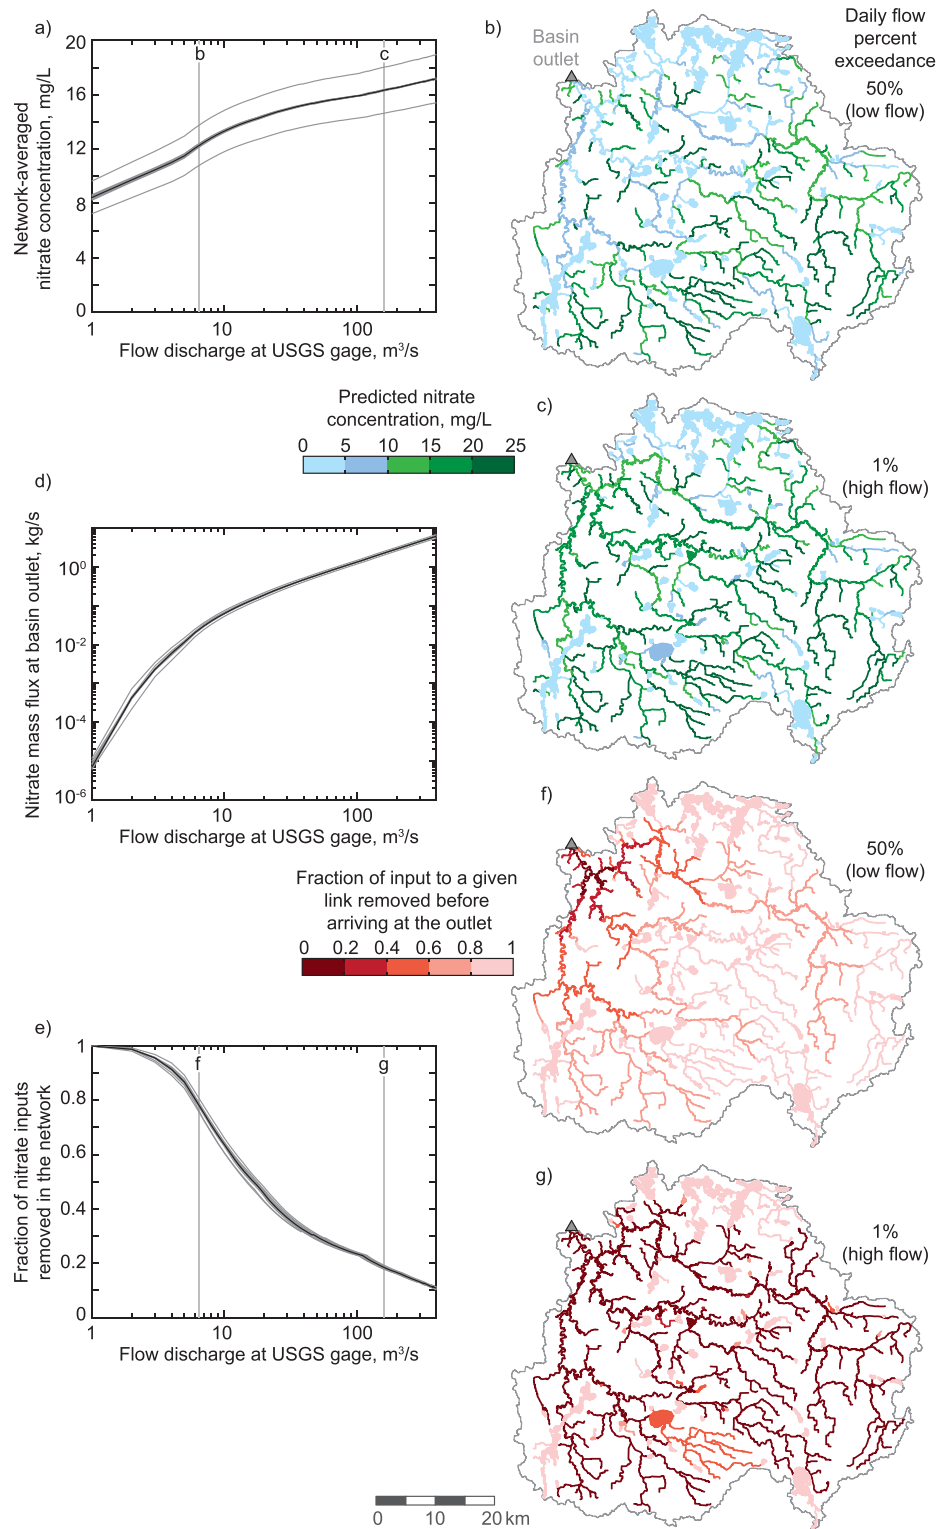 a)
20
16
12
8
4
0
Network-averaged
nitrate concentration, mg/L
b
c
1
10
100
Flow discharge at USGS gage, m³/s
b)
Basin
outlet
Daily flow
percent
exceedance
50%
(low flow)
Predicted nitrate
concentration, mg/L
0 5 10 15 20 25
c)
1%
(high flow)
d)
10⁰
10⁻²
10⁻⁴
10⁻⁶
Nitrate mass flux at basin outlet, kg/s
1
10
100
Flow discharge at USGS gage, m³/s
Fraction of input to a given
link removed before
arriving at the outlet
0 0.2 0.4 0.6 0.8 1
f)
50%
(low flow)
e)
1
0.8
0.6
0.4
0.2
0
Fraction of nitrate inputs
removed in the network
f
g
1
10
100
Flow discharge at USGS gage, m³/s
g)
1%
(high flow)
0 10 20 km